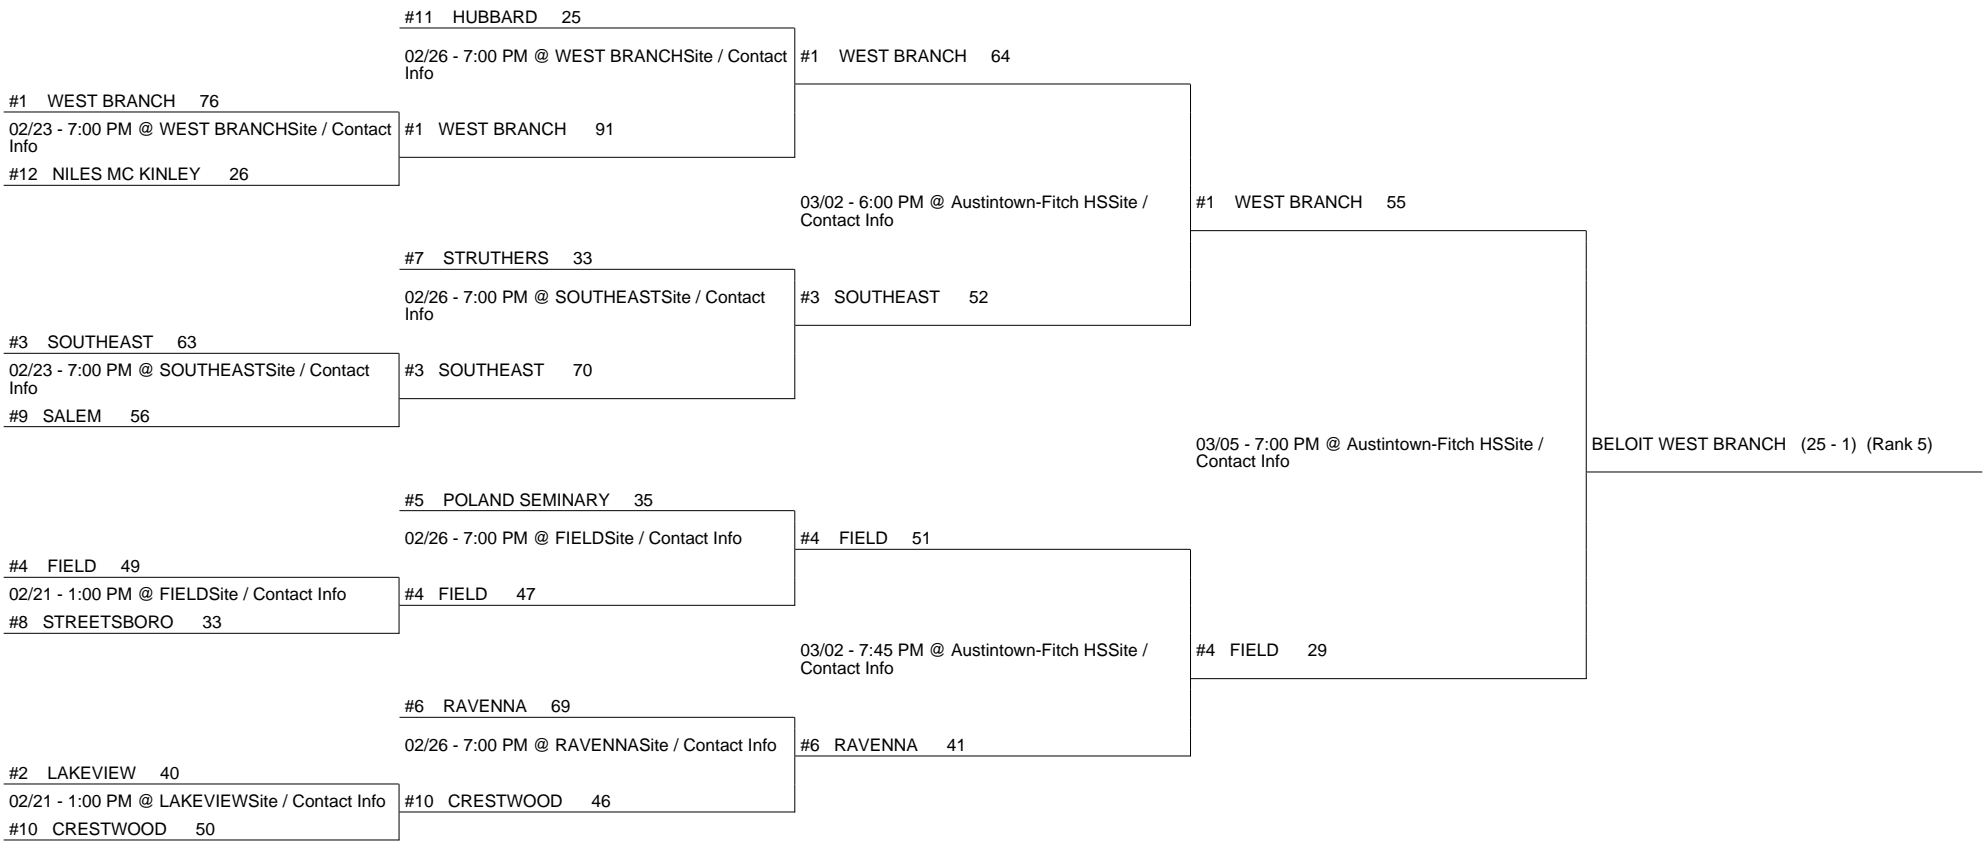 #11 HUBBARD 25
02/26 - 7:00 PM @ WEST BRANCHSite / Contact
Info
#1 WEST BRANCH 64
#1 WEST BRANCH 76
02/23 - 7:00 PM @ WEST BRANCHSite / Contact
Info
#1 WEST BRANCH 91
#12 NILES MC KINLEY 26
03/02 - 6:00 PM @ Austintown-Fitch HSSite /
Contact Info
#1 WEST BRANCH 55
#7 STRUTHERS 33
02/26 - 7:00 PM @ SOUTHEASTSite / Contact
Info
#3 SOUTHEAST 52
#3 SOUTHEAST 63
02/23 - 7:00 PM @ SOUTHEASTSite / Contact
Info
#3 SOUTHEAST 70
#9 SALEM 56
03/05 - 7:00 PM @ Austintown-Fitch HSSite /
Contact Info
BELOIT WEST BRANCH (25 - 1) (Rank 5)
#5 POLAND SEMINARY 35
02/26 - 7:00 PM @ FIELDSite / Contact Info
#4 FIELD 51
#4 FIELD 49
02/21 - 1:00 PM @ FIELDSite / Contact Info
#4 FIELD 47
#8 STREETSBORO 33
03/02 - 7:45 PM @ Austintown-Fitch HSSite /
Contact Info
#4 FIELD 29
#6 RAVENNA 69
02/26 - 7:00 PM @ RAVENNASite / Contact Info
#6 RAVENNA 41
#2 LAKEVIEW 40
02/21 - 1:00 PM @ LAKEVIEWSite / Contact Info
#10 CRESTWOOD 46
#10 CRESTWOOD 50